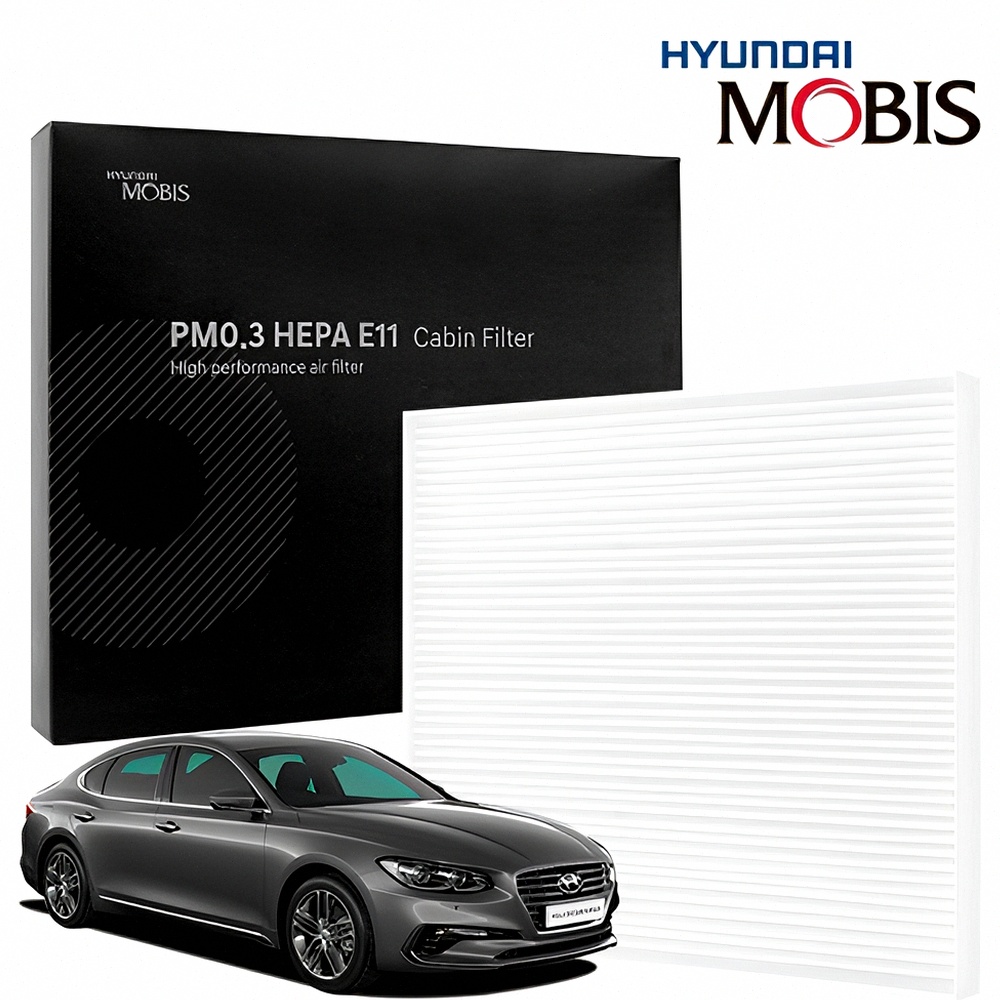 HYUNDAI
MOBIS
HYUNDAI
MOBIS
PM0.3 HEPA E11 Cabin Filter
High performance air filter